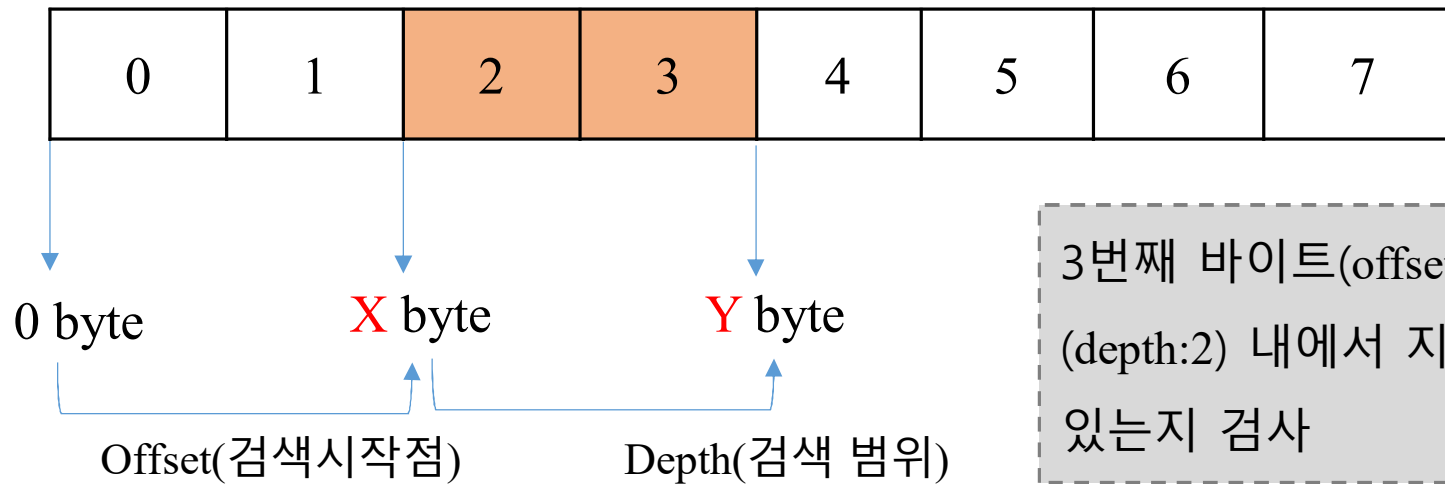 0 1 2 3 4 5 6 7
0 byte X byte Y byte
Offset(검색시작점) Depth(검색 범위)
3번째 바이트(offset
(depth:2) 내에서 지
있는지 검사